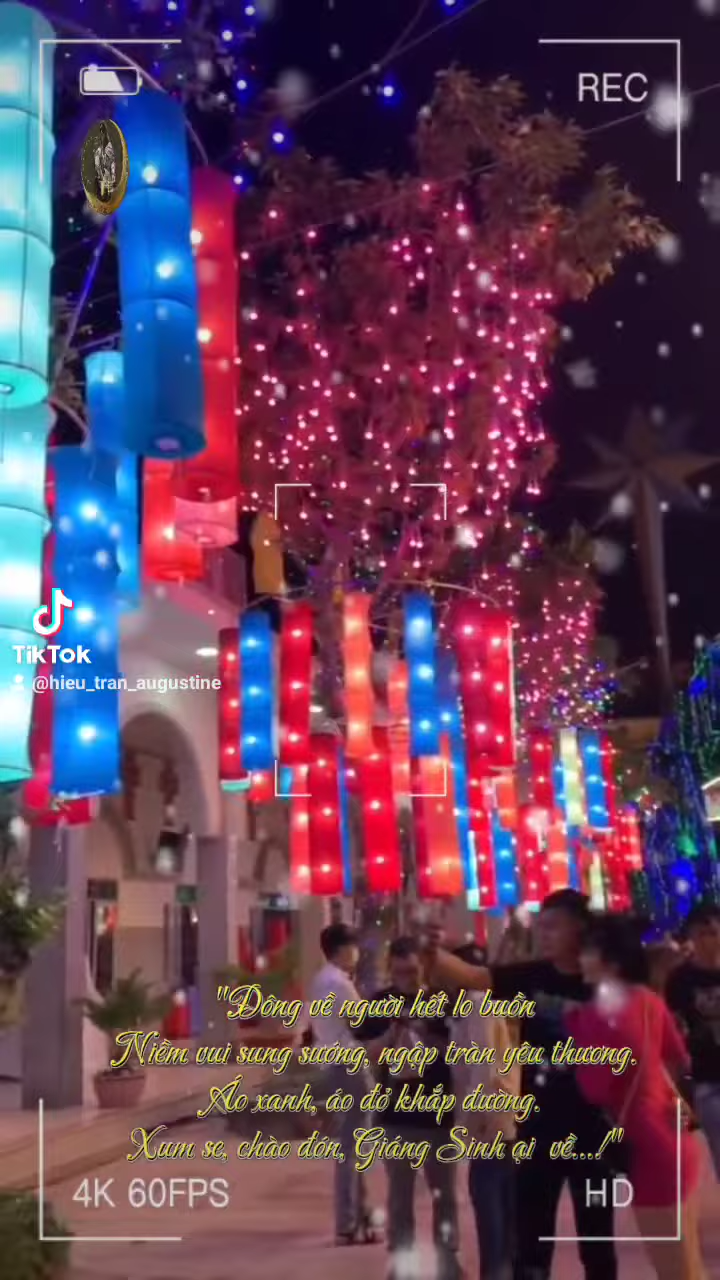 REC
TikTok
@hieu_tran_augustine
"Đông về người hết lo buồn
Niềm vui sung sướng, ngập tràn yêu thương.
Áo xanh, áo đỏ khắp đường.
Xum se, chào đón, Giáng Sinh ại về...!"
4K 60FPS
HD